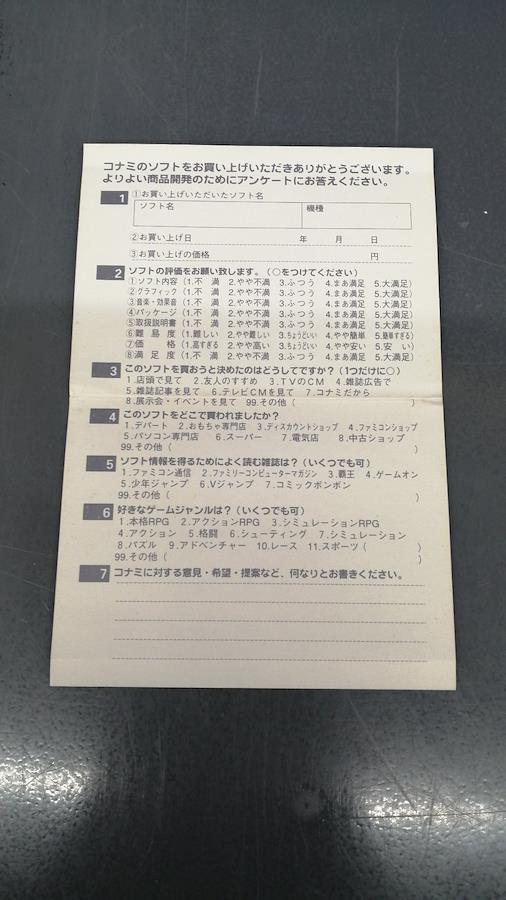 コナミのソフトをお買い上げいただきありがとうございます。
よりよい商品開発のためにアンケートにお答えください。
1 ①お買い上げいただいたソフト名
ソフト名 機種
②お買い上げ日 年 月 日
③お買い上げの価格 円
2 ソフトの評価をお願い致します。(○をつけてください)
①ソフト内容(1.不 満 2.やや不満 3.ふつう 4.まあ満足 5.大満足)
②グラフィック(1.不 満 2.やや不満 3.ふつう 4.まあ満足 5.大満足)
③音楽・効果音(1.不 満 2.やや不満 3.ふつう 4.まあ満足 5.大満足)
④パッケージ(1.不 満 2.やや不満 3.ふつう 4.まあ満足 5.大満足)
⑤取扱説明書(1.不 満 2.やや不満 3.ふつう 4.まあ満足 5.大満足)
⑥難易度(1.難しい 2.やや難しい 3.ちょうどいい 4.やや簡単 5.簡単すぎる)
⑦価 格(1.高すぎる 2.やや高い 3.ちょうどいい 4.やや安い 5.安 い)
⑧満足度(1.不 満 2.やや不満 3.ふつう 4.まあ満足 5.大満足)
3 このソフトを買おうと決めたのはどうしてですか?(1つだけに○)
1.店頭で見て 2.友人のすすめ 3.TVのCM 4.雑誌広告で
5.雑誌記事を見て 6.テレビCMを見て 7.コナミだから
8.展示会・イベントを見て 99.その他( )
4 このソフトをどこで買われましたか?
1.デパート 2.おもちゃ専門店 3.ディスカウントショップ 4.ファミコンショップ
5.パソコン専門店 6.スーパー 7.電気店 8.中古ショップ
99.その他( )
5 ソフト情報を得るためによく読む雑誌は?(いくつでも可)
1.ファミコン通信 2.ファミリーコンピューターマガジン 3.覇王 4.ゲームオン
5.少年ジャンプ 6.Vジャンプ 7.コミックボンボン
99.その他( )
6 好きなゲームジャンルは?(いくつでも可)
1.本格RPG 2.アクションRPG 3.シミュレーションRPG
4.アクション 5.格闘 6.シューティング 7.シミュレーション
8.パズル 9.アドベンチャー 10.レース 11.スポーツ( )
99.その他( )
7 コナミに対する意見・希望・提案など、何なりとお書きください。